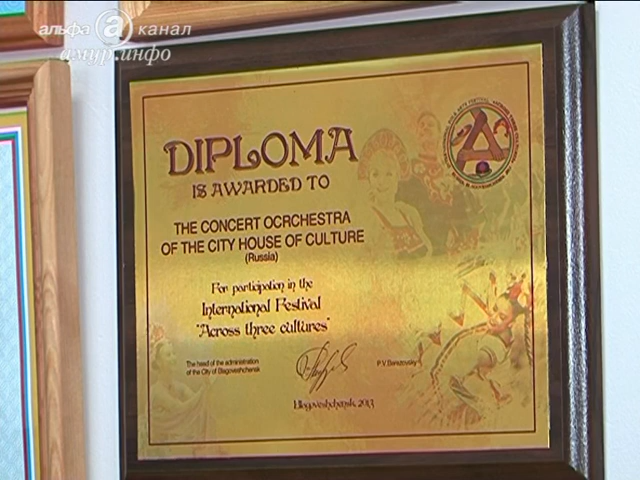 альфа а канал
амур.инфо
DIPLOMA
IS AWARDED TO
THE CONCERT OCRCHESTRA
OF THE CITY HOUSE OF CULTURE
(Russia)
For participation in the
International Festival
"Across three cultures"
The head of the administration
of the City of Blagoveshchensk
P.V.Berezovsky
Blagoveshchensk, 2013